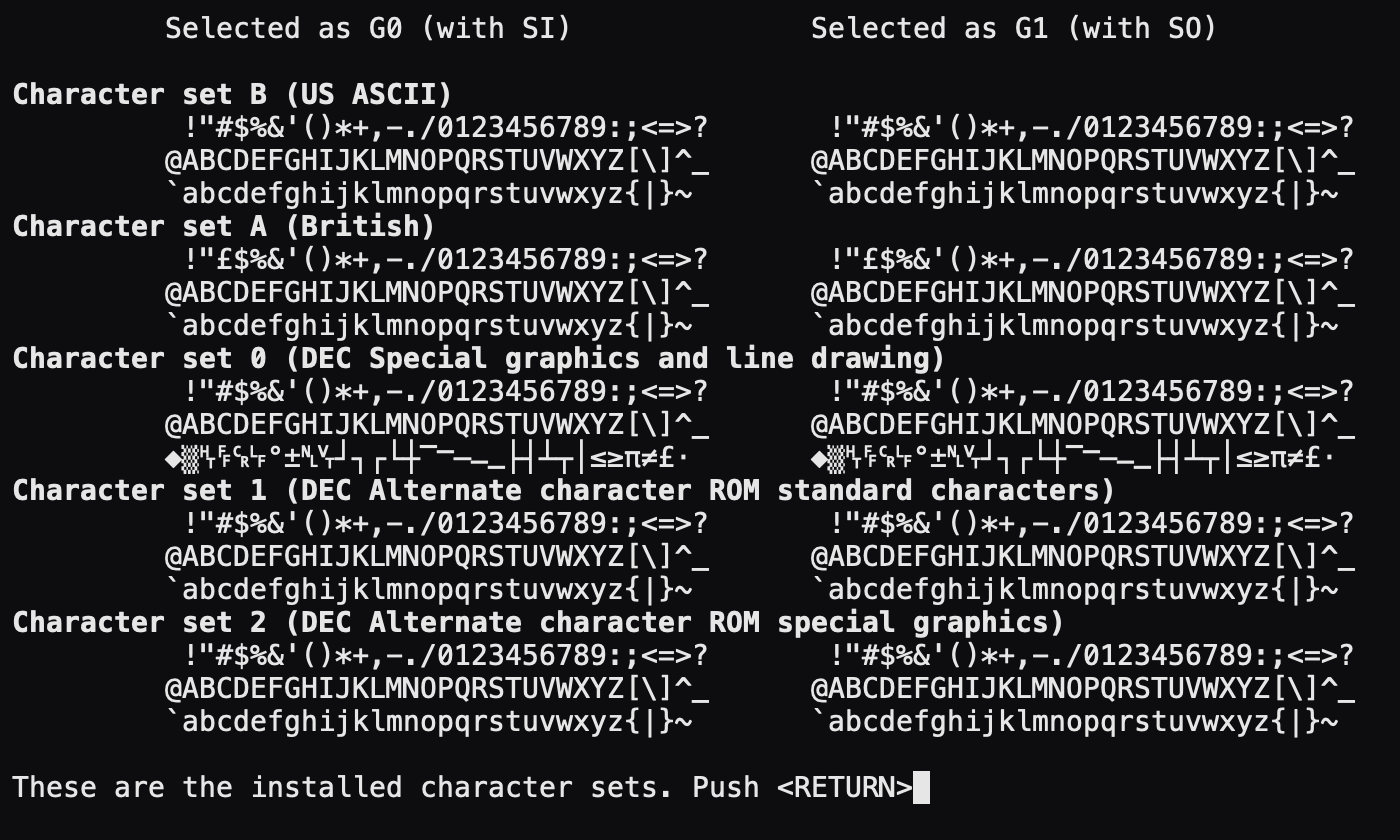 Selected as G0 (with SI)              Selected as G1 (with SO)

Character set B (US ASCII)
          !"#$%&'()*+,-./0123456789:;<=>?       !"#$%&'()*+,-./0123456789:;<=>?
         @ABCDEFGHIJKLMNOPQRSTUVWXYZ[\]^_      @ABCDEFGHIJKLMNOPQRSTUVWXYZ[\]^_
         `abcdefghijklmnopqrstuvwxyz{|}~       `abcdefghijklmnopqrstuvwxyz{|}~
Character set A (British)
          !"£$%&'()*+,-./0123456789:;<=>?       !"£$%&'()*+,-./0123456789:;<=>?
         @ABCDEFGHIJKLMNOPQRSTUVWXYZ[\]^_      @ABCDEFGHIJKLMNOPQRSTUVWXYZ[\]^_
         `abcdefghijklmnopqrstuvwxyz{|}~       `abcdefghijklmnopqrstuvwxyz{|}~
Character set 0 (DEC Special graphics and line drawing)
          !"#$%&'()*+,-./0123456789:;<=>?       !"#$%&'()*+,-./0123456789:;<=>?
         @ABCDEFGHIJKLMNOPQRSTUVWXYZ[\]^_      @ABCDEFGHIJKLMNOPQRSTUVWXYZ[\]^_
         ◆▒␉␌␍␊°±␤␋┘┐┌└┼⎺⎻─⎼⎽├┤┴┬│≤≥π≠£·       ◆▒␉␌␍␊°±␤␋┘┐┌└┼⎺⎻─⎼⎽├┤┴┬│≤≥π≠£·
Character set 1 (DEC Alternate character ROM standard characters)
          !"#$%&'()*+,-./0123456789:;<=>?       !"#$%&'()*+,-./0123456789:;<=>?
         @ABCDEFGHIJKLMNOPQRSTUVWXYZ[\]^_      @ABCDEFGHIJKLMNOPQRSTUVWXYZ[\]^_
         `abcdefghijklmnopqrstuvwxyz{|}~       `abcdefghijklmnopqrstuvwxyz{|}~
Character set 2 (DEC Alternate character ROM special graphics)
          !"#$%&'()*+,-./0123456789:;<=>?       !"#$%&'()*+,-./0123456789:;<=>?
         @ABCDEFGHIJKLMNOPQRSTUVWXYZ[\]^_      @ABCDEFGHIJKLMNOPQRSTUVWXYZ[\]^_
         `abcdefghijklmnopqrstuvwxyz{|}~       `abcdefghijklmnopqrstuvwxyz{|}~

These are the installed character sets. Push <RETURN>